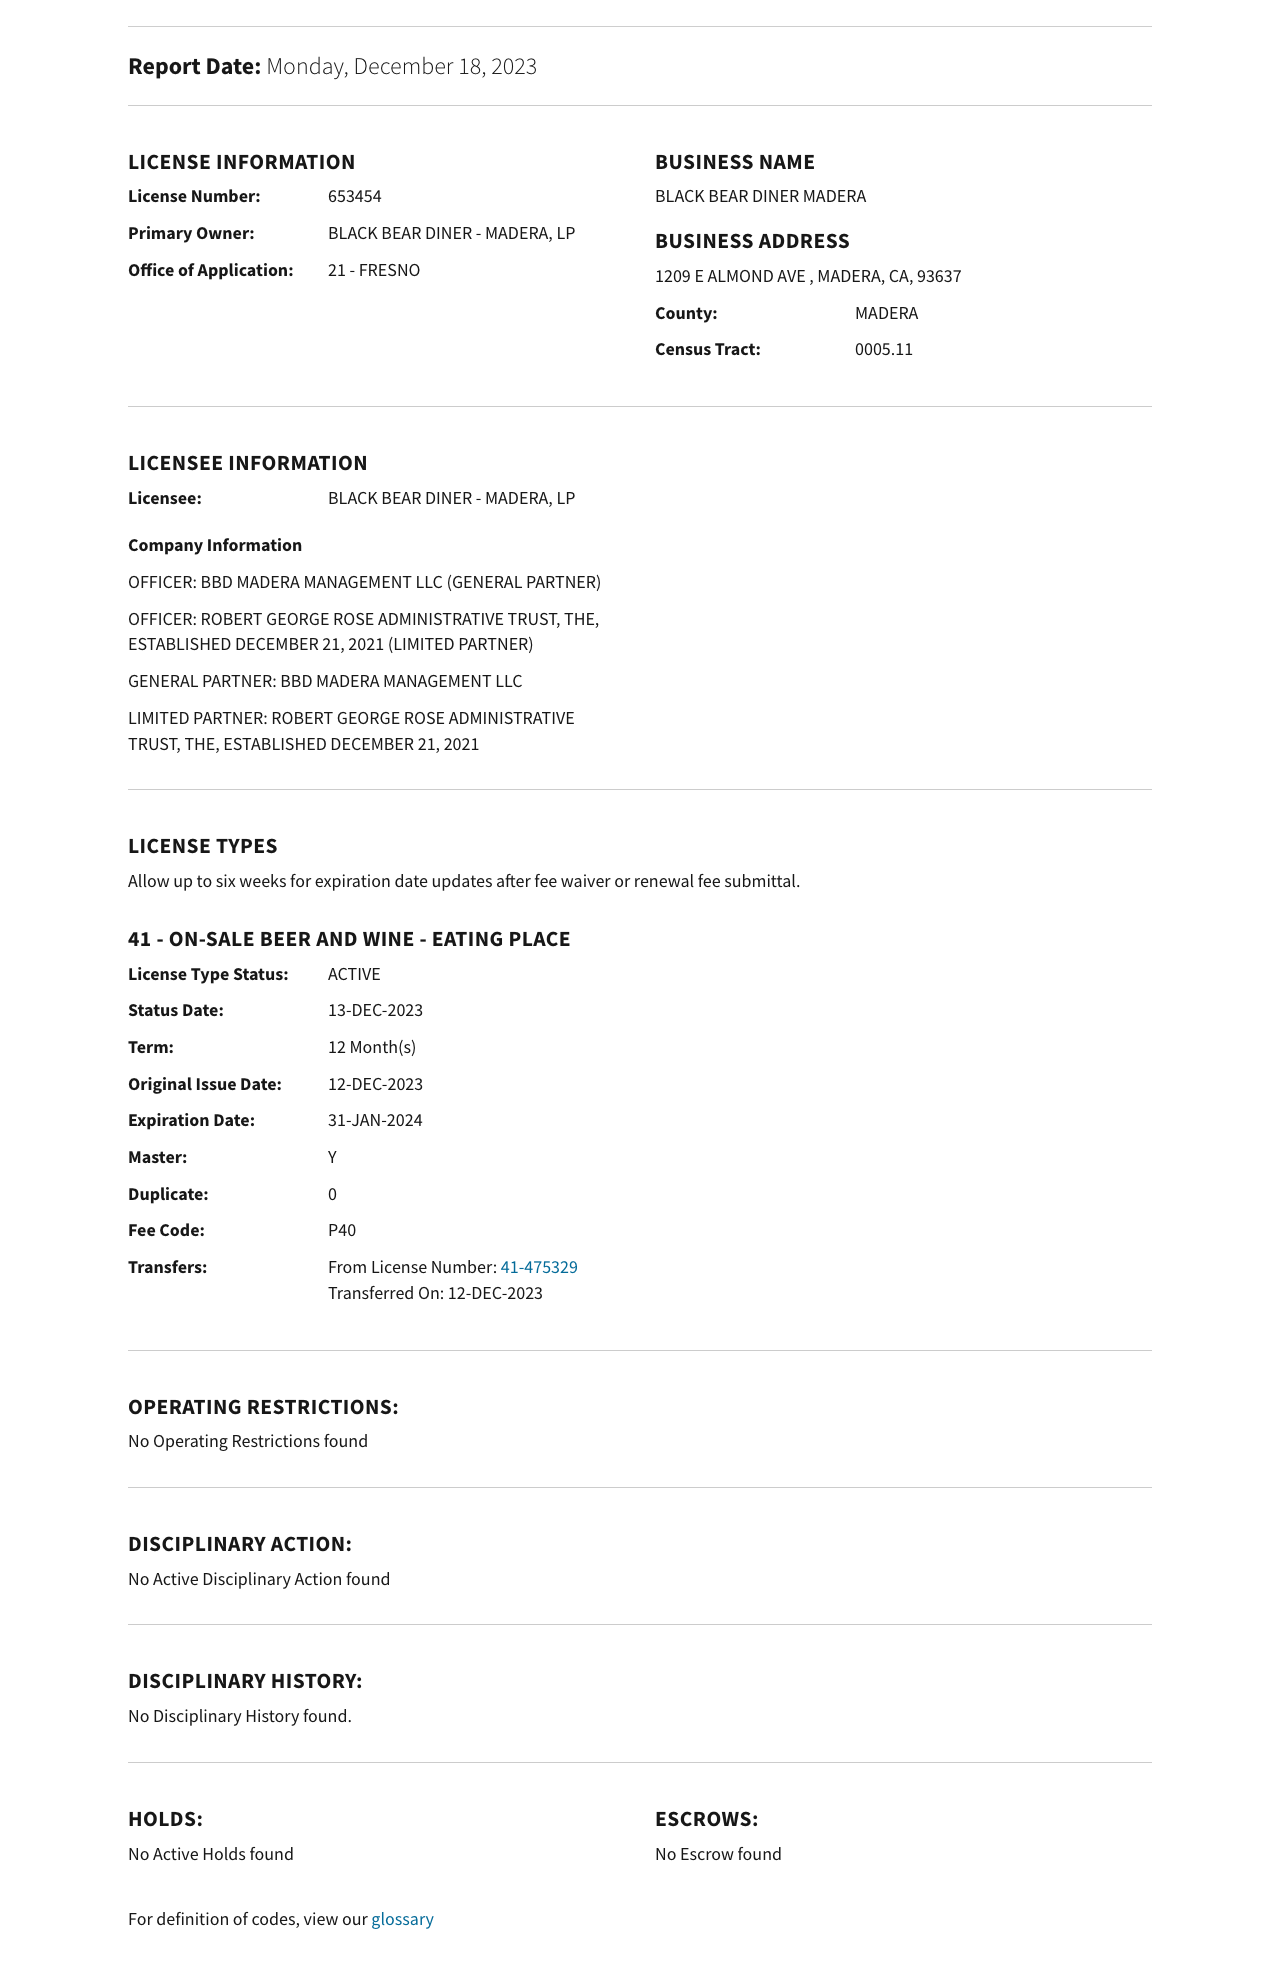 Report Date: Monday, December 18, 2023
LICENSE INFORMATION
License Number: 653454
Primary Owner: BLACK BEAR DINER - MADERA, LP
Office of Application: 21 - FRESNO
BUSINESS NAME
BLACK BEAR DINER MADERA
BUSINESS ADDRESS
1209 E ALMOND AVE , MADERA, CA, 93637
County: MADERA
Census Tract: 0005.11
LICENSEE INFORMATION
Licensee: BLACK BEAR DINER - MADERA, LP
Company Information
OFFICER: BBD MADERA MANAGEMENT LLC (GENERAL PARTNER)
OFFICER: ROBERT GEORGE ROSE ADMINISTRATIVE TRUST, THE,
ESTABLISHED DECEMBER 21, 2021 (LIMITED PARTNER)
GENERAL PARTNER: BBD MADERA MANAGEMENT LLC
LIMITED PARTNER: ROBERT GEORGE ROSE ADMINISTRATIVE
TRUST, THE, ESTABLISHED DECEMBER 21, 2021
LICENSE TYPES
Allow up to six weeks for expiration date updates after fee waiver or renewal fee submittal.
41 - ON-SALE BEER AND WINE - EATING PLACE
License Type Status: ACTIVE
Status Date: 13-DEC-2023
Term: 12 Month(s)
Original Issue Date: 12-DEC-2023
Expiration Date: 31-JAN-2024
Master: Y
Duplicate: 0
Fee Code: P40
Transfers: From License Number: 41-475329
Transferred On: 12-DEC-2023
OPERATING RESTRICTIONS:
No Operating Restrictions found
DISCIPLINARY ACTION:
No Active Disciplinary Action found
DISCIPLINARY HISTORY:
No Disciplinary History found.
HOLDS:
No Active Holds found
ESCROWS:
No Escrow found
For definition of codes, view our glossary